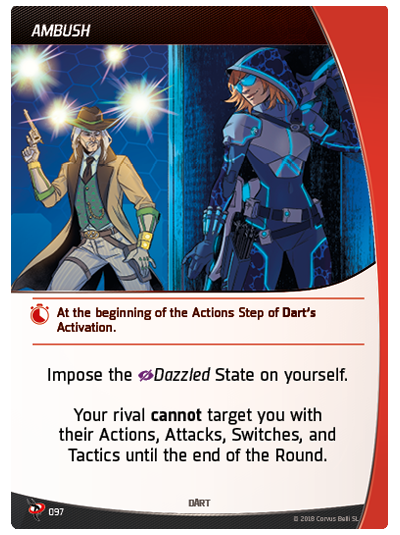 AMBUSH
At the beginning of the Actions Step of Dart's
Activation.
Impose the Dazzled State on yourself.
Your rival cannot target you with
their Actions, Attacks, Switches, and
Tactics until the end of the Round.
097
DART
© 2018 Corvus Belli SL